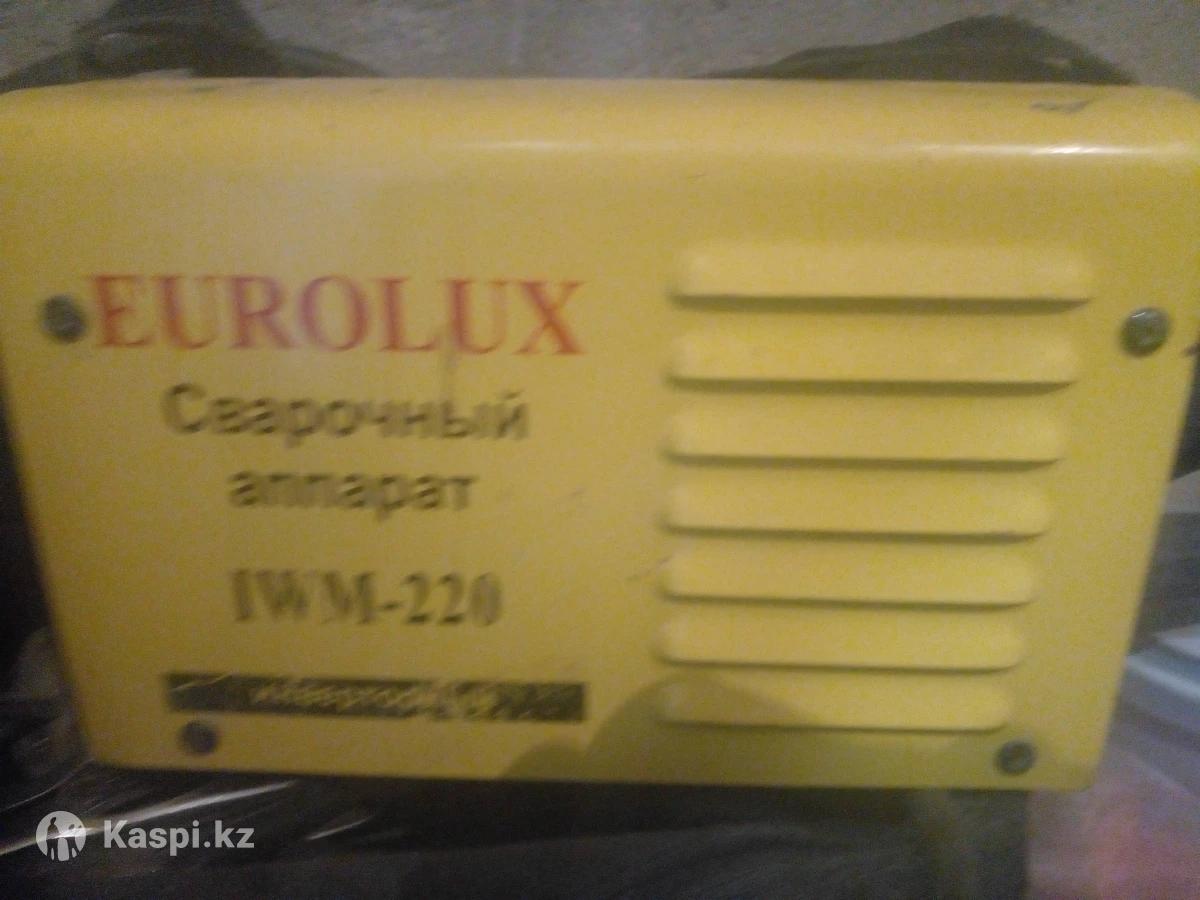 EUROLUX
Сварочный
аппарат
IWM-220
Kaspi.kz